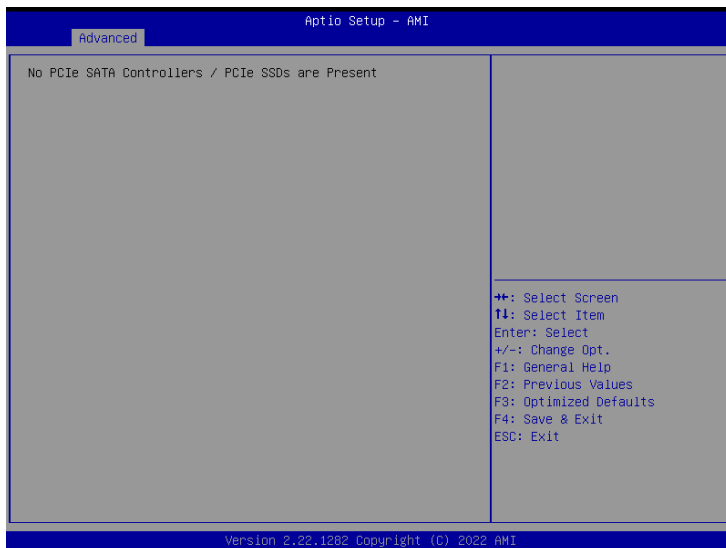 Aptio Setup – AMI
Advanced
No PCIe SATA Controllers / PCIe SSDs are Present
→←: Select Screen
↑↓: Select Item
Enter: Select
+/-: Change Opt.
F1: General Help
F2: Previous Values
F3: Optimized Defaults
F4: Save & Exit
ESC: Exit
Version 2.22.1282 Copyright (C) 2022 AMI